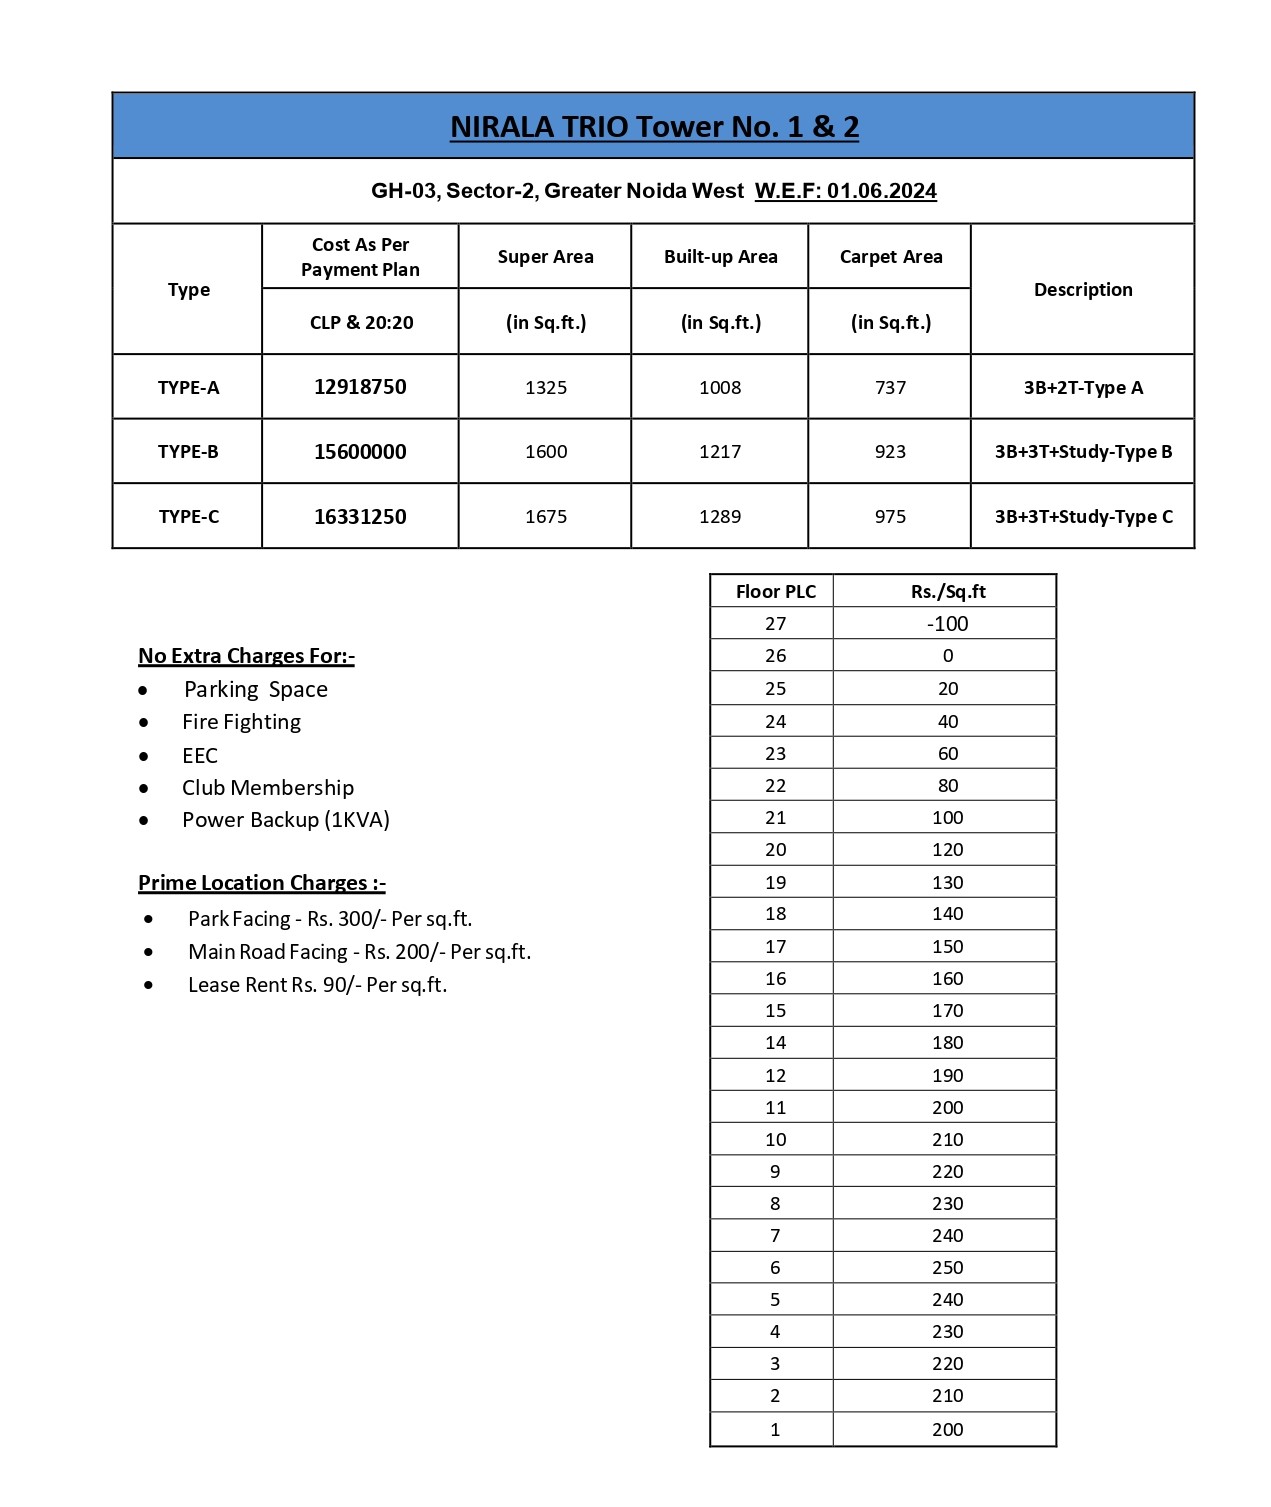 NIRALA TRIO Tower No. 1 & 2
GH-03, Sector-2, Greater Noida West W.E.F: 01.06.2024
Type Cost As Per Payment Plan Super Area Built-up Area Carpet Area Description
CLP & 20:20 (in Sq.ft.) (in Sq.ft.) (in Sq.ft.)
TYPE-A 12918750 1325 1008 737 3B+2T-Type A
TYPE-B 15600000 1600 1217 923 3B+3T+Study-Type B
TYPE-C 16331250 1675 1289 975 3B+3T+Study-Type C
No Extra Charges For:-
• Parking Space
• Fire Fighting
• EEC
• Club Membership
• Power Backup (1KVA)
Prime Location Charges :-
• Park Facing - Rs. 300/- Per sq.ft.
• Main Road Facing - Rs. 200/- Per sq.ft.
• Lease Rent Rs. 90/- Per sq.ft.
Floor PLC Rs./Sq.ft
27 -100
26 0
25 20
24 40
23 60
22 80
21 100
20 120
19 130
18 140
17 150
16 160
15 170
14 180
12 190
11 200
10 210
9 220
8 230
7 240
6 250
5 240
4 230
3 220
2 210
1 200